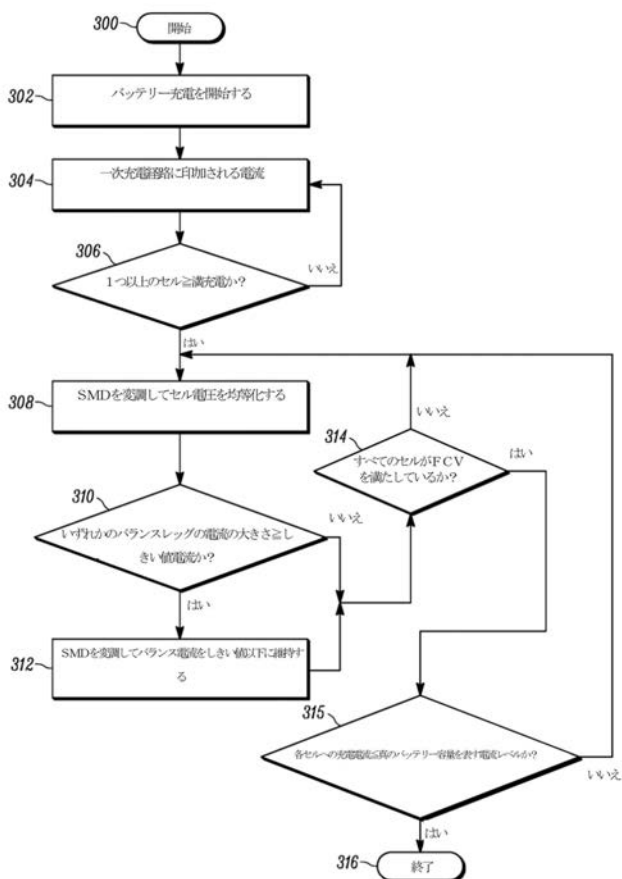 300
開始
302
バッテリー充電を開始する
304
一次充電経路に印加される電流
306
1つ以上のセル≧満充電か?
いいえ
はい
308
SMDを変調してセル電圧を均等化する
310
いずれかのバランスレッグの電流の大きさ≧し
きい値電流か?
いいえ
はい
312
SMDを変調してバランス電流をしきい値以下に維持す
る
314
いいえ
すべてのセルがFCV
を満たしているか?
はい
315
各セルへの充電電流≦真のバッテリー容量を表す電流レベルか?
いいえ
はい
316
終了